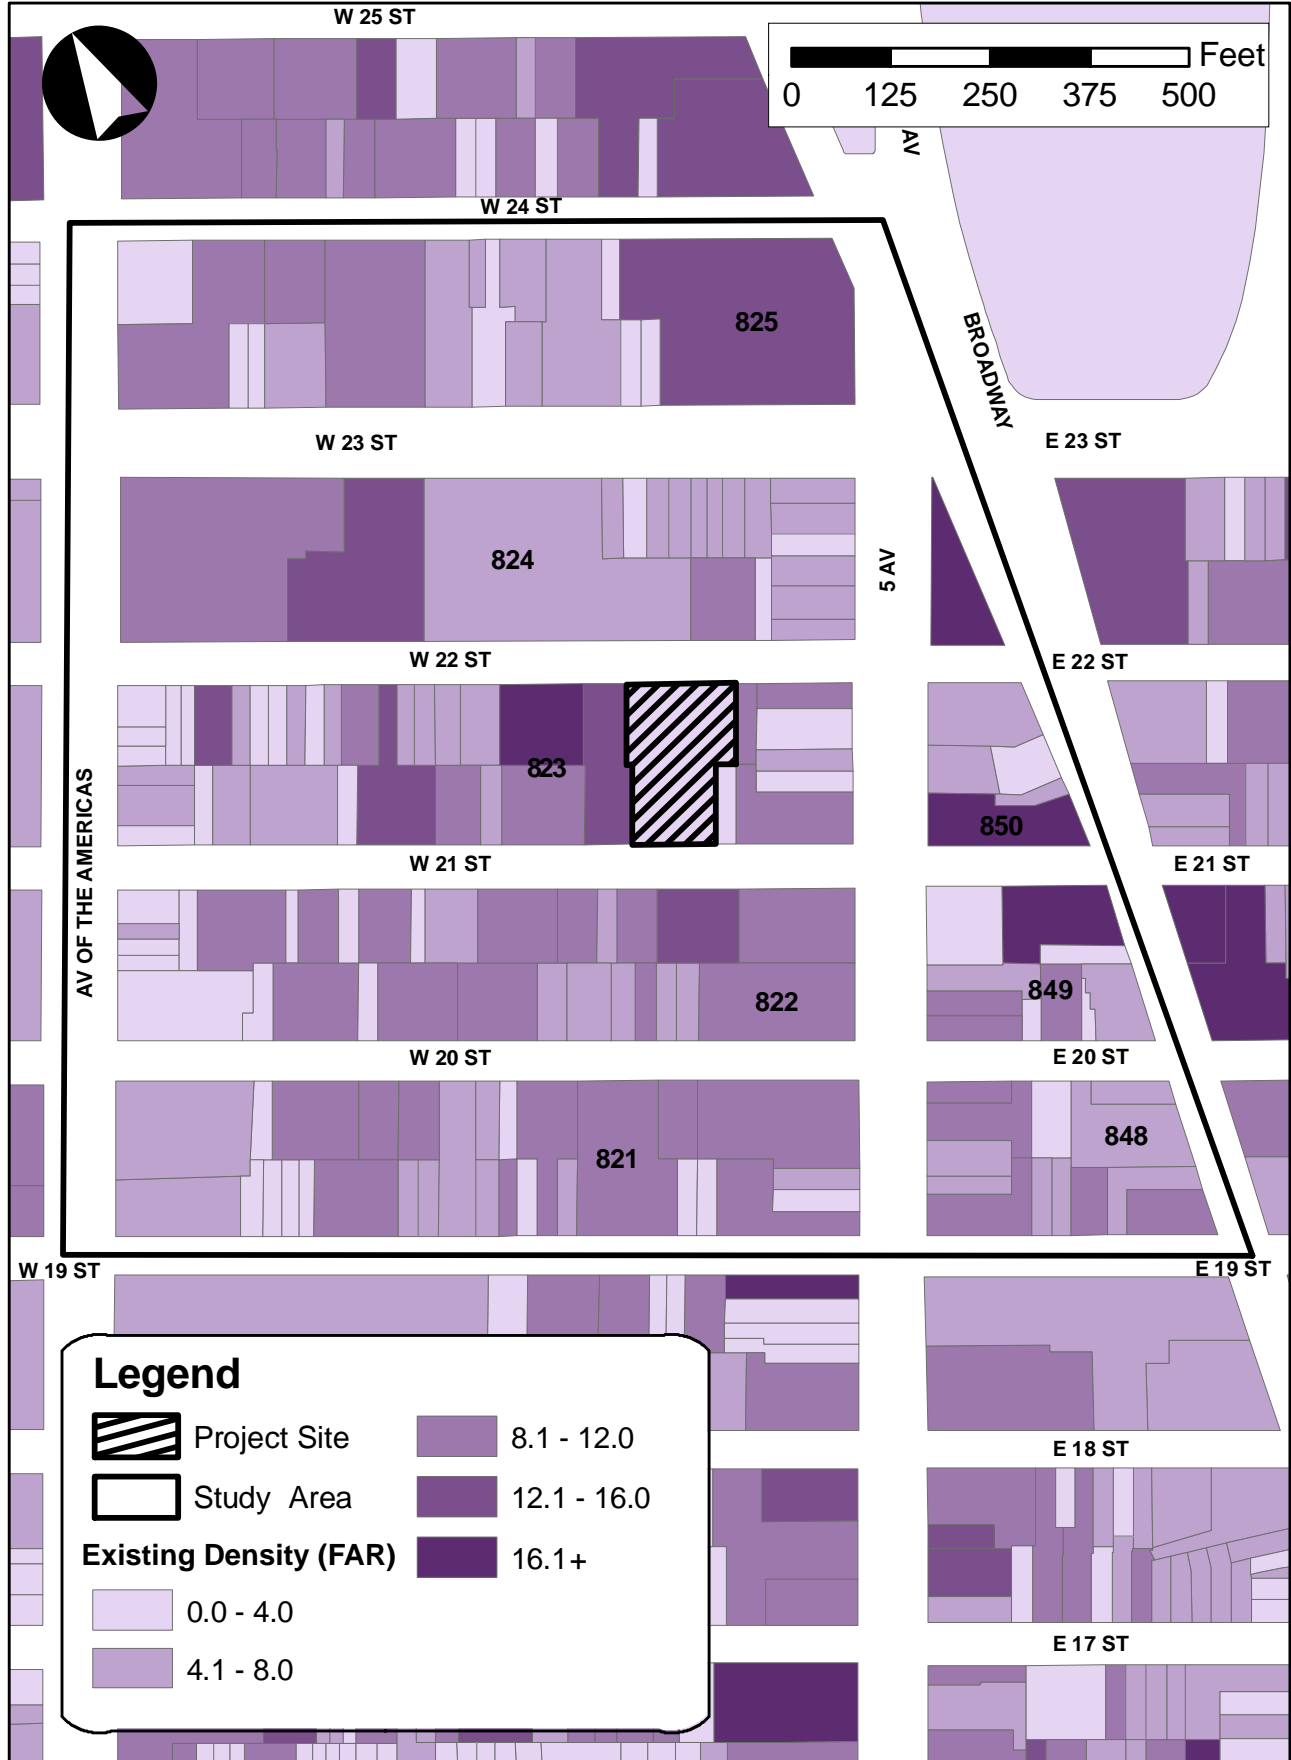 W 25 ST
Feet
0 125 250 375 500
AV
W 24 ST
825
BROADWAY
W 23 ST
E 23 ST
824
5 AV
W 22 ST
E 22 ST
823
850
AV OF THE AMERICAS
W 21 ST
E 21 ST
822
849
W 20 ST
E 20 ST
821
848
W 19 ST
E 19 ST
Legend
Project Site
Study Area
Existing Density (FAR)
0.0 - 4.0
4.1 - 8.0
8.1 - 12.0
12.1 - 16.0
16.1+
E 18 ST
E 17 ST